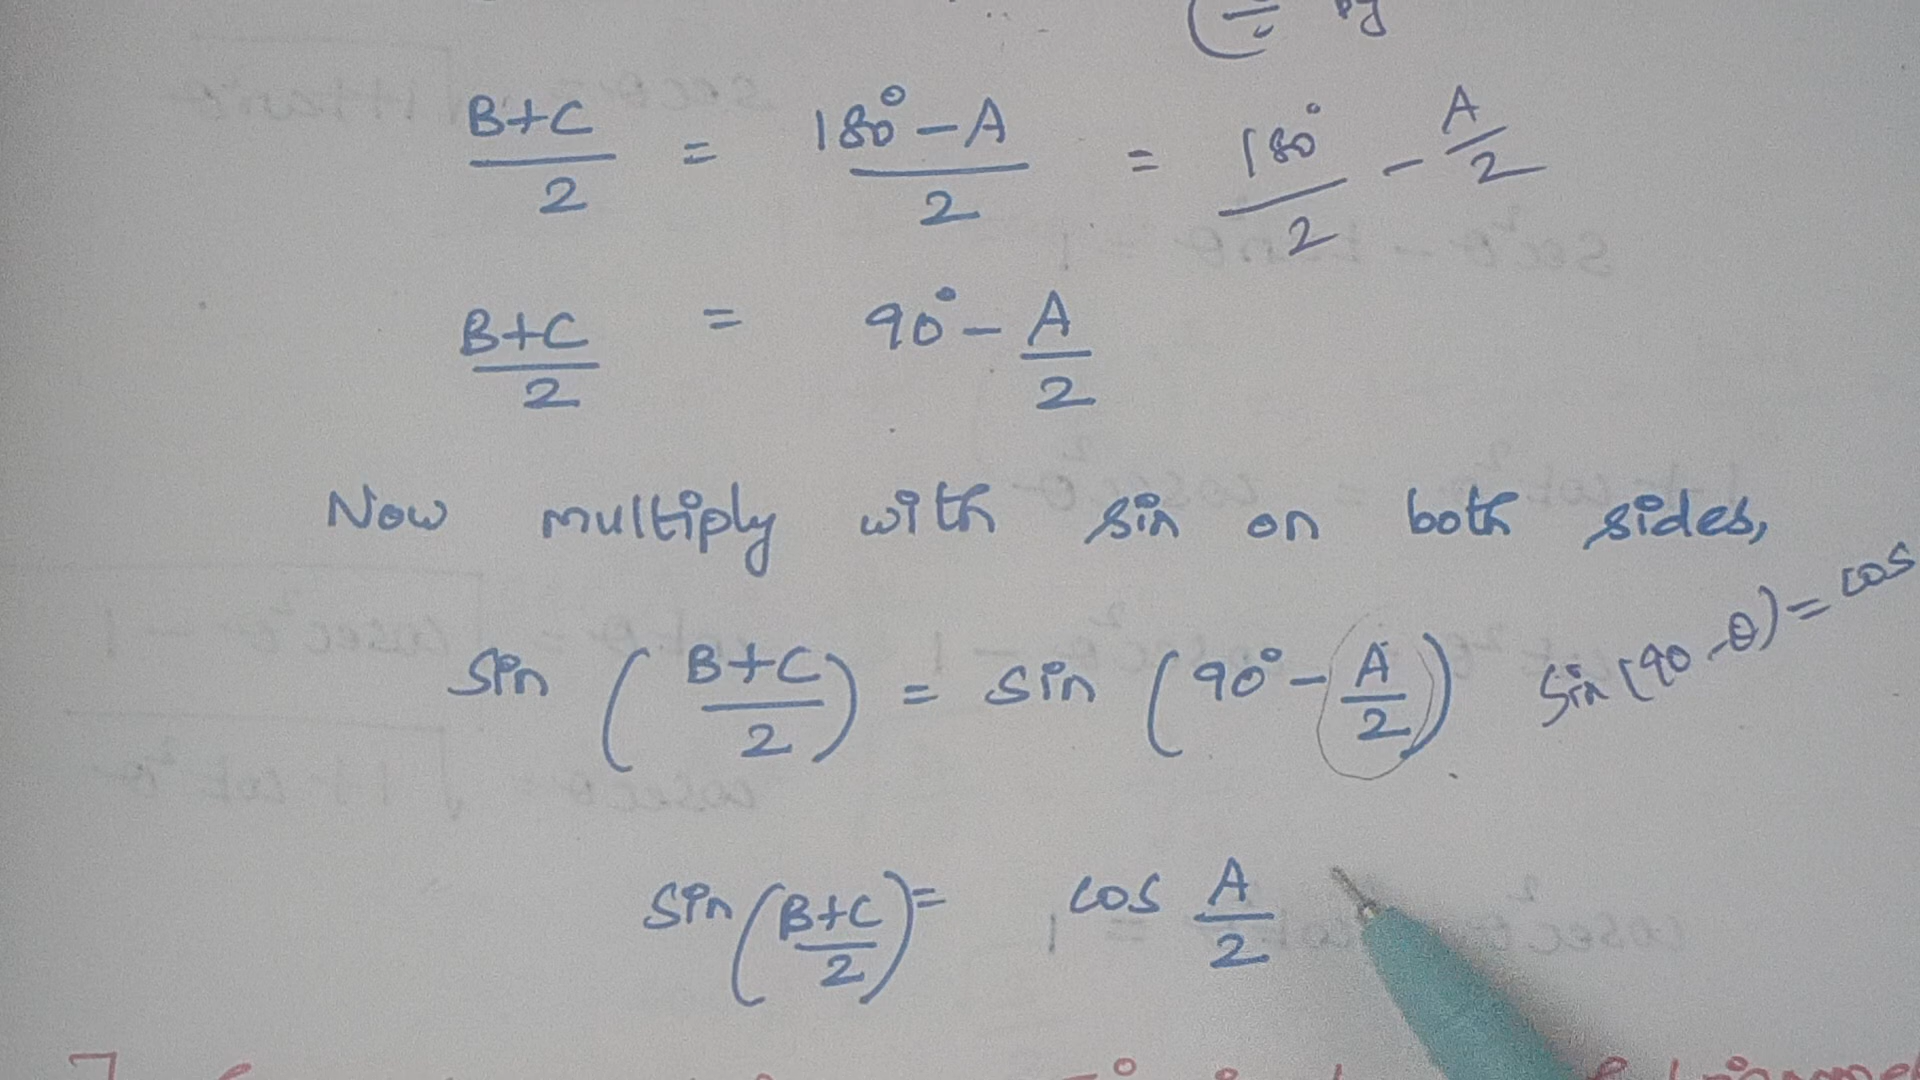 ÷ by
B+C/2 = 180°-A/2 = 180°/2 - A/2
B+C/2 = 90° - A/2
Now multiply with sin on both sides,
sin (B+C/2) = sin (90° - A/2) sin (90-θ) = cos
sin (B+C/2) = cos A/2